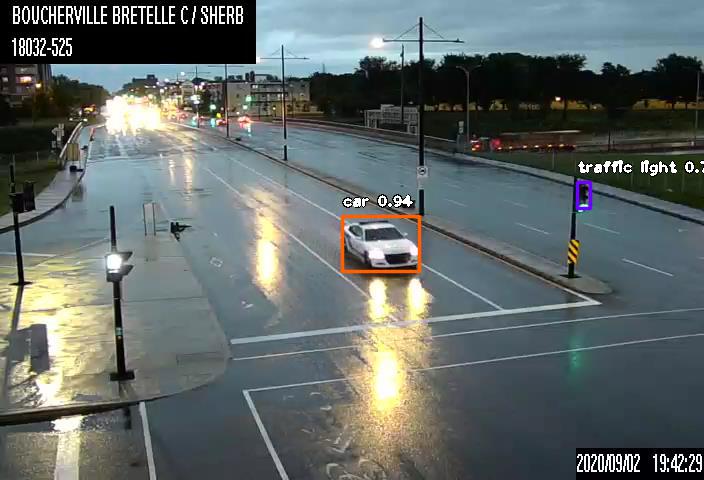 BOUCHERVILLE BRETELLE C / SHERB
18032-525
traffic light 0.7
car 0.94
2020/09/02 19:42:29